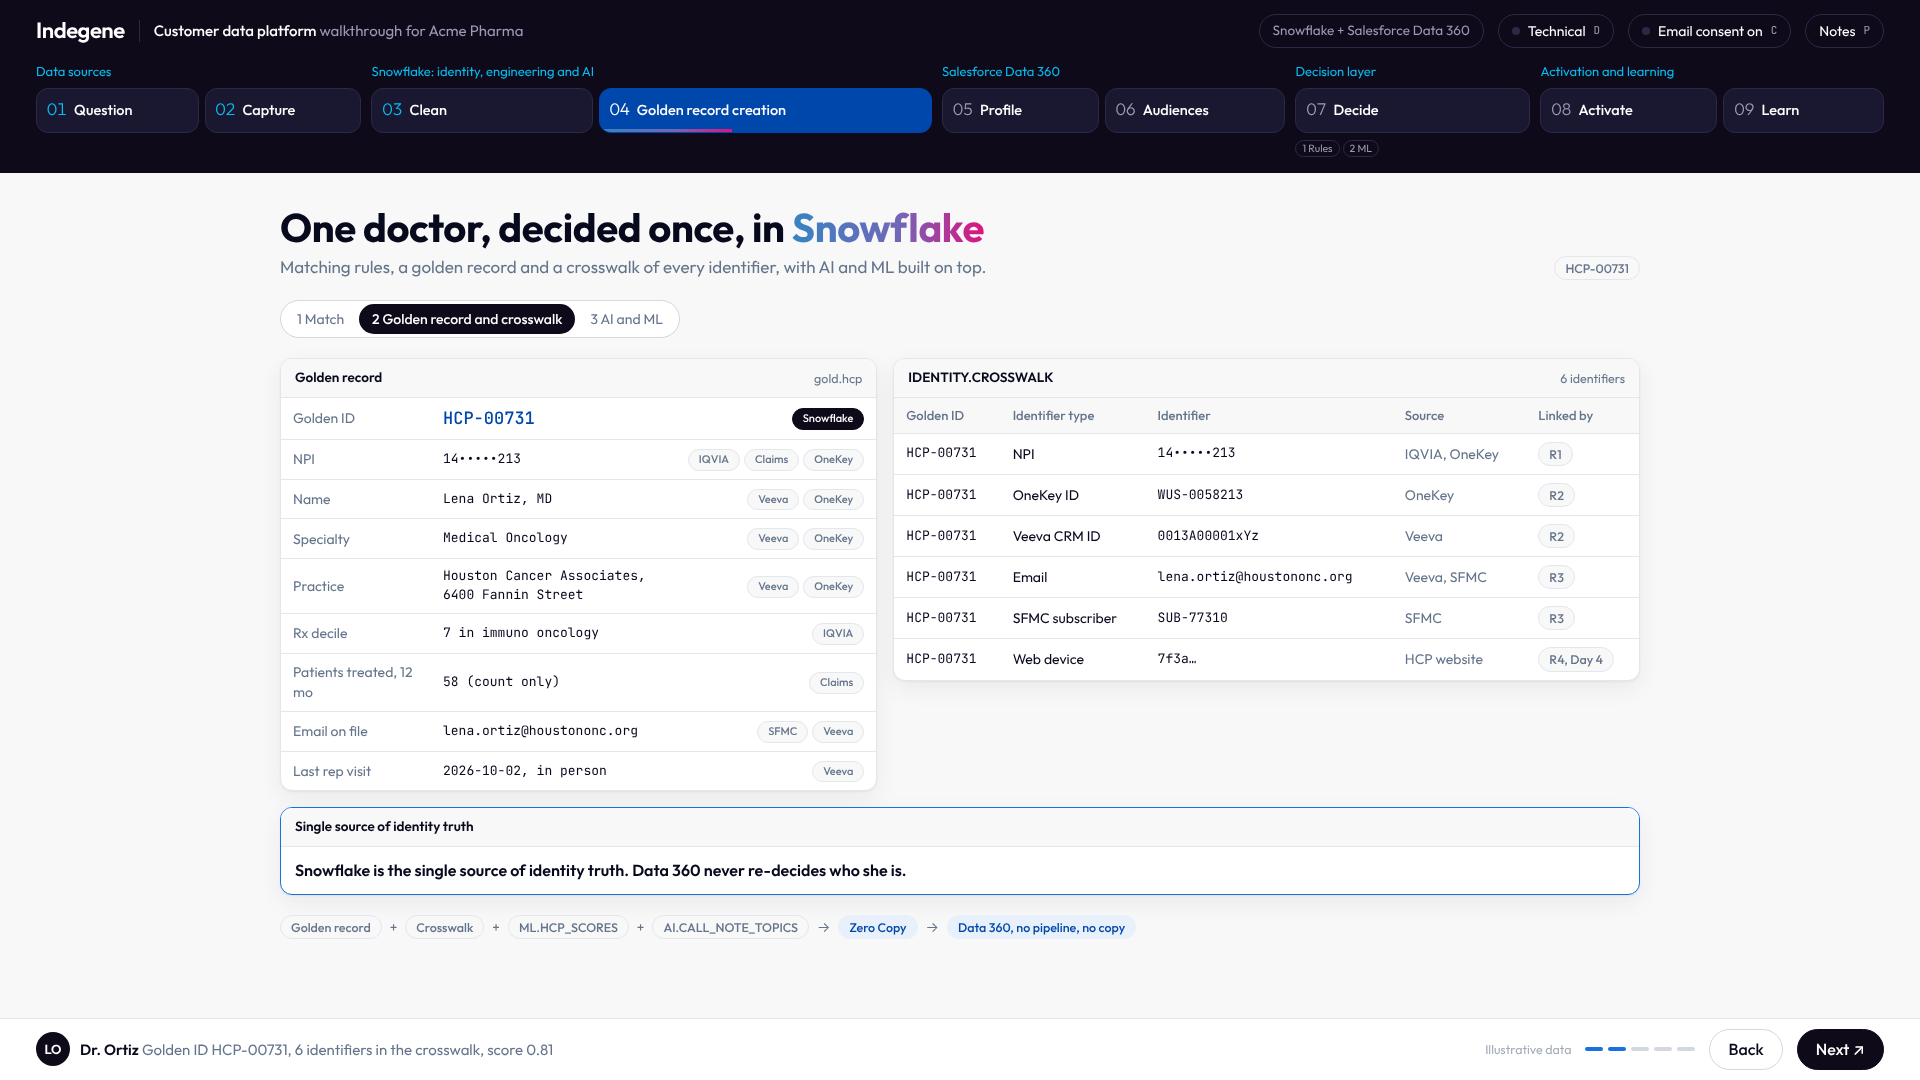 Indegene
Customer data platform walkthrough for Acme Pharma
Snowflake + Salesforce Data 360
Technical D
Email consent on C
Notes P
Data sources
Snowflake: identity, engineering and AI
Salesforce Data 360
Decision layer
Activation and learning
01 Question
02 Capture
03 Clean
04 Golden record creation
05 Profile
06 Audiences
07 Decide
08 Activate
09 Learn
1 Rules
2 ML
One doctor, decided once, in Snowflake
Matching rules, a golden record and a crosswalk of every identifier, with AI and ML built on top.
HCP-00731
1 Match
2 Golden record and crosswalk
3 AI and ML
Golden record gold.hcp
Golden ID HCP-00731 Snowflake
NPI 14•••••213 IQVIA Claims OneKey
Name Lena Ortiz, MD Veeva OneKey
Specialty Medical Oncology Veeva OneKey
Practice Houston Cancer Associates,
6400 Fannin Street Veeva OneKey
Rx decile 7 in immuno oncology IQVIA
Patients treated, 12
mo 58 (count only) Claims
Email on file lena.ortiz@houstononc.org SFMC Veeva
Last rep visit 2026-10-02, in person Veeva
IDENTITY.CROSSWALK 6 identifiers
Golden ID Identifier type Identifier Source Linked by
HCP-00731 NPI 14•••••213 IQVIA, OneKey R1
HCP-00731 OneKey ID WUS-0058213 OneKey R2
HCP-00731 Veeva CRM ID 0013A00001xYz Veeva R2
HCP-00731 Email lena.ortiz@houstononc.org Veeva, SFMC R3
HCP-00731 SFMC subscriber SUB-77310 SFMC R3
HCP-00731 Web device 7f3a… HCP website R4, Day 4
Single source of identity truth
Snowflake is the single source of identity truth. Data 360 never re-decides who she is.
Golden record + Crosswalk + ML.HCP_SCORES + AI.CALL_NOTE_TOPICS → Zero Copy → Data 360, no pipeline, no copy
LO Dr. Ortiz Golden ID HCP-00731, 6 identifiers in the crosswalk, score 0.81
Illustrative data
Back
Next ↗